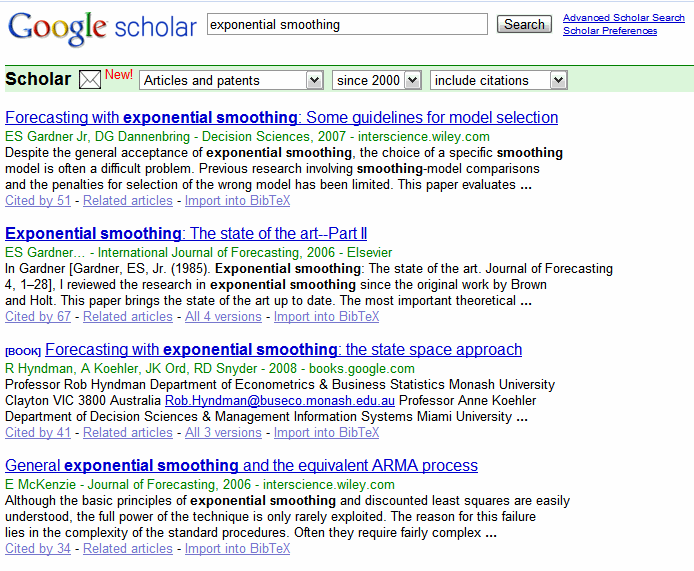 Google scholar exponential smoothing Search Advanced Scholar Search
Scholar Preferences
Scholar New! Articles and patents since 2000 include citations
Forecasting with exponential smoothing: Some guidelines for model selection
ES Gardner Jr, DG Dannenbring - Decision Sciences, 2007 - interscience.wiley.com
Despite the general acceptance of exponential smoothing, the choice of a specific smoothing
model is often a difficult problem. Previous research involving smoothing-model comparisons
and the penalties for selection of the wrong model has been limited. This paper evaluates ...
Cited by 51 - Related articles - Import into BibTeX
Exponential Smoothing: The state of the art--Part II
ES Gardner... - International Journal of Forecasting, 2006 - Elsevier
In Gardner [Gardner, ES, Jr. (1985). Exponential smoothing: The state of the art. Journal of Forecasting
4, 1–28], I reviewed the research in exponential smoothing since the original work by Brown
and Holt. This paper brings the state of the art up to date. The most important theoretical ...
Cited by 67 - Related articles - All 4 versions - Import into BibTeX
[BOOK] Forecasting with exponential smoothing: the state space approach
R Hyndman, A Koehler, JK Ord, RD Snyder - 2008 - books.google.com
Professor Rob Hyndman Department of Econometrics & Business Statistics Monash University
Clayton VIC 3800 Australia Rob.Hyndman@buseco.monash.edu.au Professor Anne Koehler
Department of Decision Sciences & Management Information Systems Miami University ...
Cited by 41 - Related articles - All 3 versions - Import into BibTeX
General exponential smoothing and the equivalent ARMA process
E McKenzie - Journal of Forecasting, 2006 - interscience.wiley.com
Although the basic principles of exponential smoothing and discounted least squares are easily
understood, the full power of the technique is only rarely exploited. The reason for this failure
lies in the complexity of the standard procedures. Often they require fairly complex ...
Cited by 34 - Related articles - Import into BibTeX